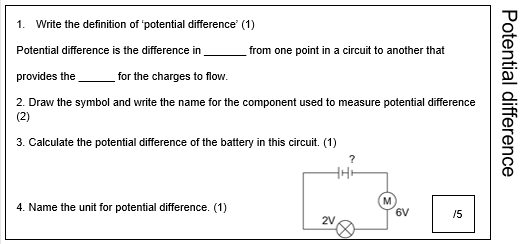 1. Write the definition of 'potential difference' (1)
Potential difference is the difference in _______ from one point in a circuit to another that
provides the ______ for the charges to flow.
2. Draw the symbol and write the name for the component used to measure potential difference
(2)
3. Calculate the potential difference of the battery in this circuit. (1)
?
M
6V
2V
4. Name the unit for potential difference. (1)
/5
Potential difference